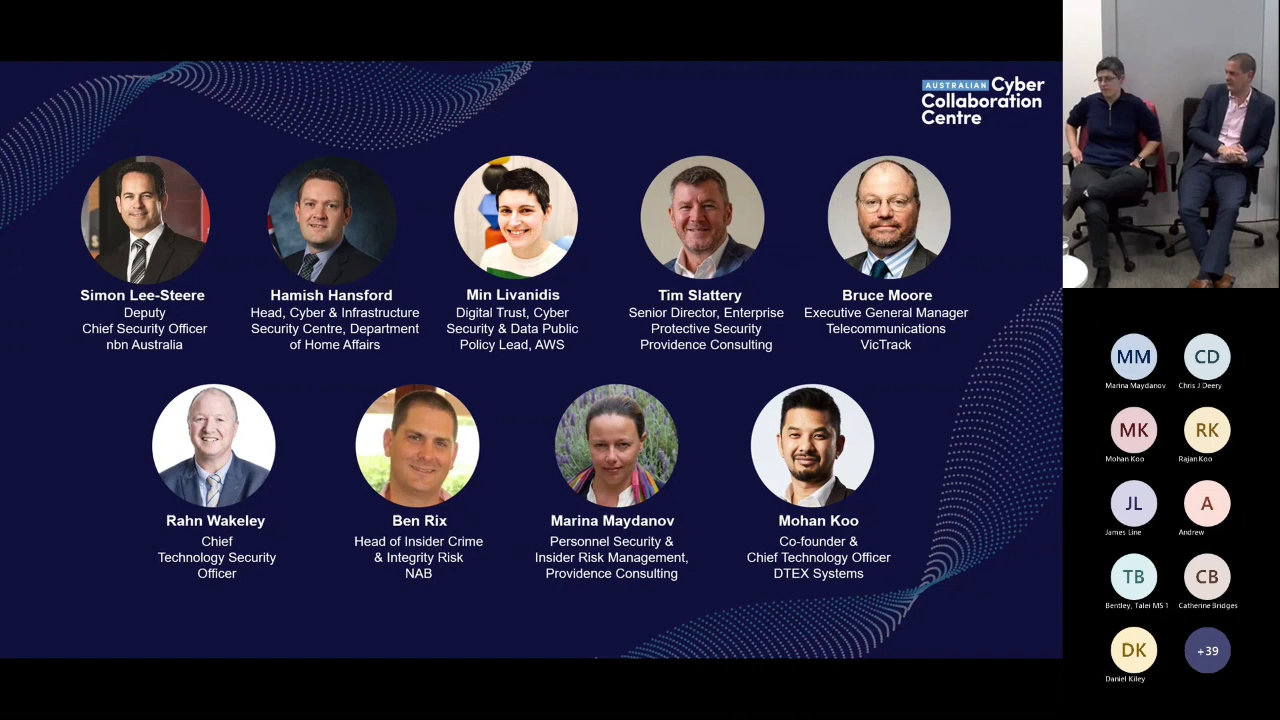 AUSTRALIAN Cyber
Collaboration
Centre
Simon Lee-Steere
Deputy
Chief Security Officer
nbn Australia
Hamish Hansford
Head, Cyber & Infrastructure
Security Centre, Department
of Home Affairs
Min Livanidis
Digital Trust, Cyber
Security & Data Public
Policy Lead, AWS
Tim Slattery
Senior Director, Enterprise
Protective Security
Providence Consulting
Bruce Moore
Executive General Manager
Telecommunications
VicTrack
Rahn Wakeley
Chief
Technology Security
Officer
Ben Rix
Head of Insider Crime
& Integrity Risk
NAB
Marina Maydanov
Personnel Security &
Insider Risk Management,
Providence Consulting
Mohan Koo
Co-founder &
Chief Technology Officer
DTEX Systems
MM
Marina Maydanov
CD
Chris J Deery
MK
Mohan Koo
RK
Rajan Koo
JL
James Line
A
Andrew
TB
Bentley, Talei MS 1
CB
Catherine Bridges
DK
Daniel Kiley
+39